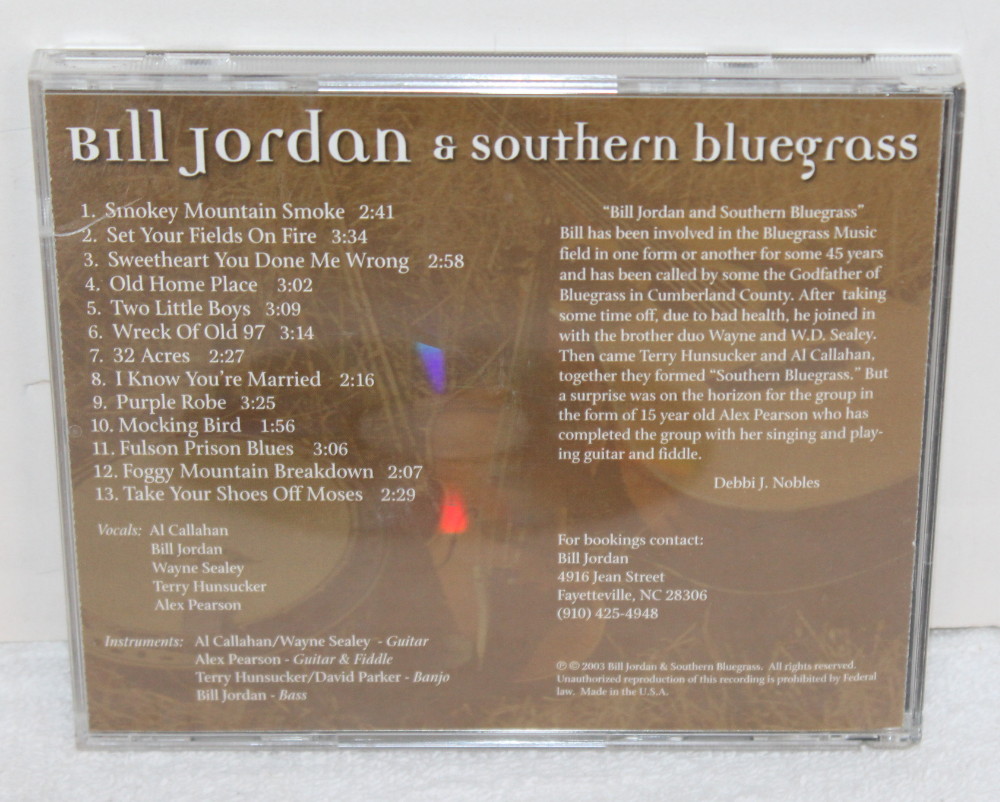 Bill Jordan & southern bluegrass
1. Smokey Mountain Smoke 2:41
2. Set Your Fields On Fire 3:34
3. Sweetheart You Done Me Wrong 2:58
4. Old Home Place 3:02
5. Two Little Boys 3:09
6. Wreck Of Old 97 3:14
7. 32 Acres 2:27
8. I Know You're Married 2:16
9. Purple Robe 3:25
10. Mocking Bird 1:56
11. Fulson Prison Blues 3:06
12. Foggy Mountain Breakdown 2:07
13. Take Your Shoes Off Moses 2:29
Vocals: Al Callahan
Bill Jordan
Wayne Sealey
Terry Hunsucker
Alex Pearson
Instruments: Al Callahan/Wayne Sealey - Guitar
Alex Pearson - Guitar & Fiddle
Terry Hunsucker/David Parker - Banjo
Bill Jordan - Bass
“Bill Jordan and Southern Bluegrass”
Bill has been involved in the Bluegrass Music
field in one form or another for some 45 years
and has been called by some the Godfather of
Bluegrass in Cumberland County. After taking
some time off, due to bad health, he joined in
with the brother duo Wayne and W.D. Sealey.
Then came Terry Hunsucker and Al Callahan,
together they formed “Southern Bluegrass.” But
a surprise was on the horizon for the group in
the form of 15 year old Alex Pearson who has
completed the group with her singing and play-
ing guitar and fiddle.
Debbi J. Nobles
For bookings contact:
Bill Jordan
4916 Jean Street
Fayetteville, NC 28306
(910) 425-4948
℗ © 2003 Bill Jordan & Southern Bluegrass. All rights reserved.
Unauthorized reproduction of this recording is prohibited by Federal
law. Made in the U.S.A.